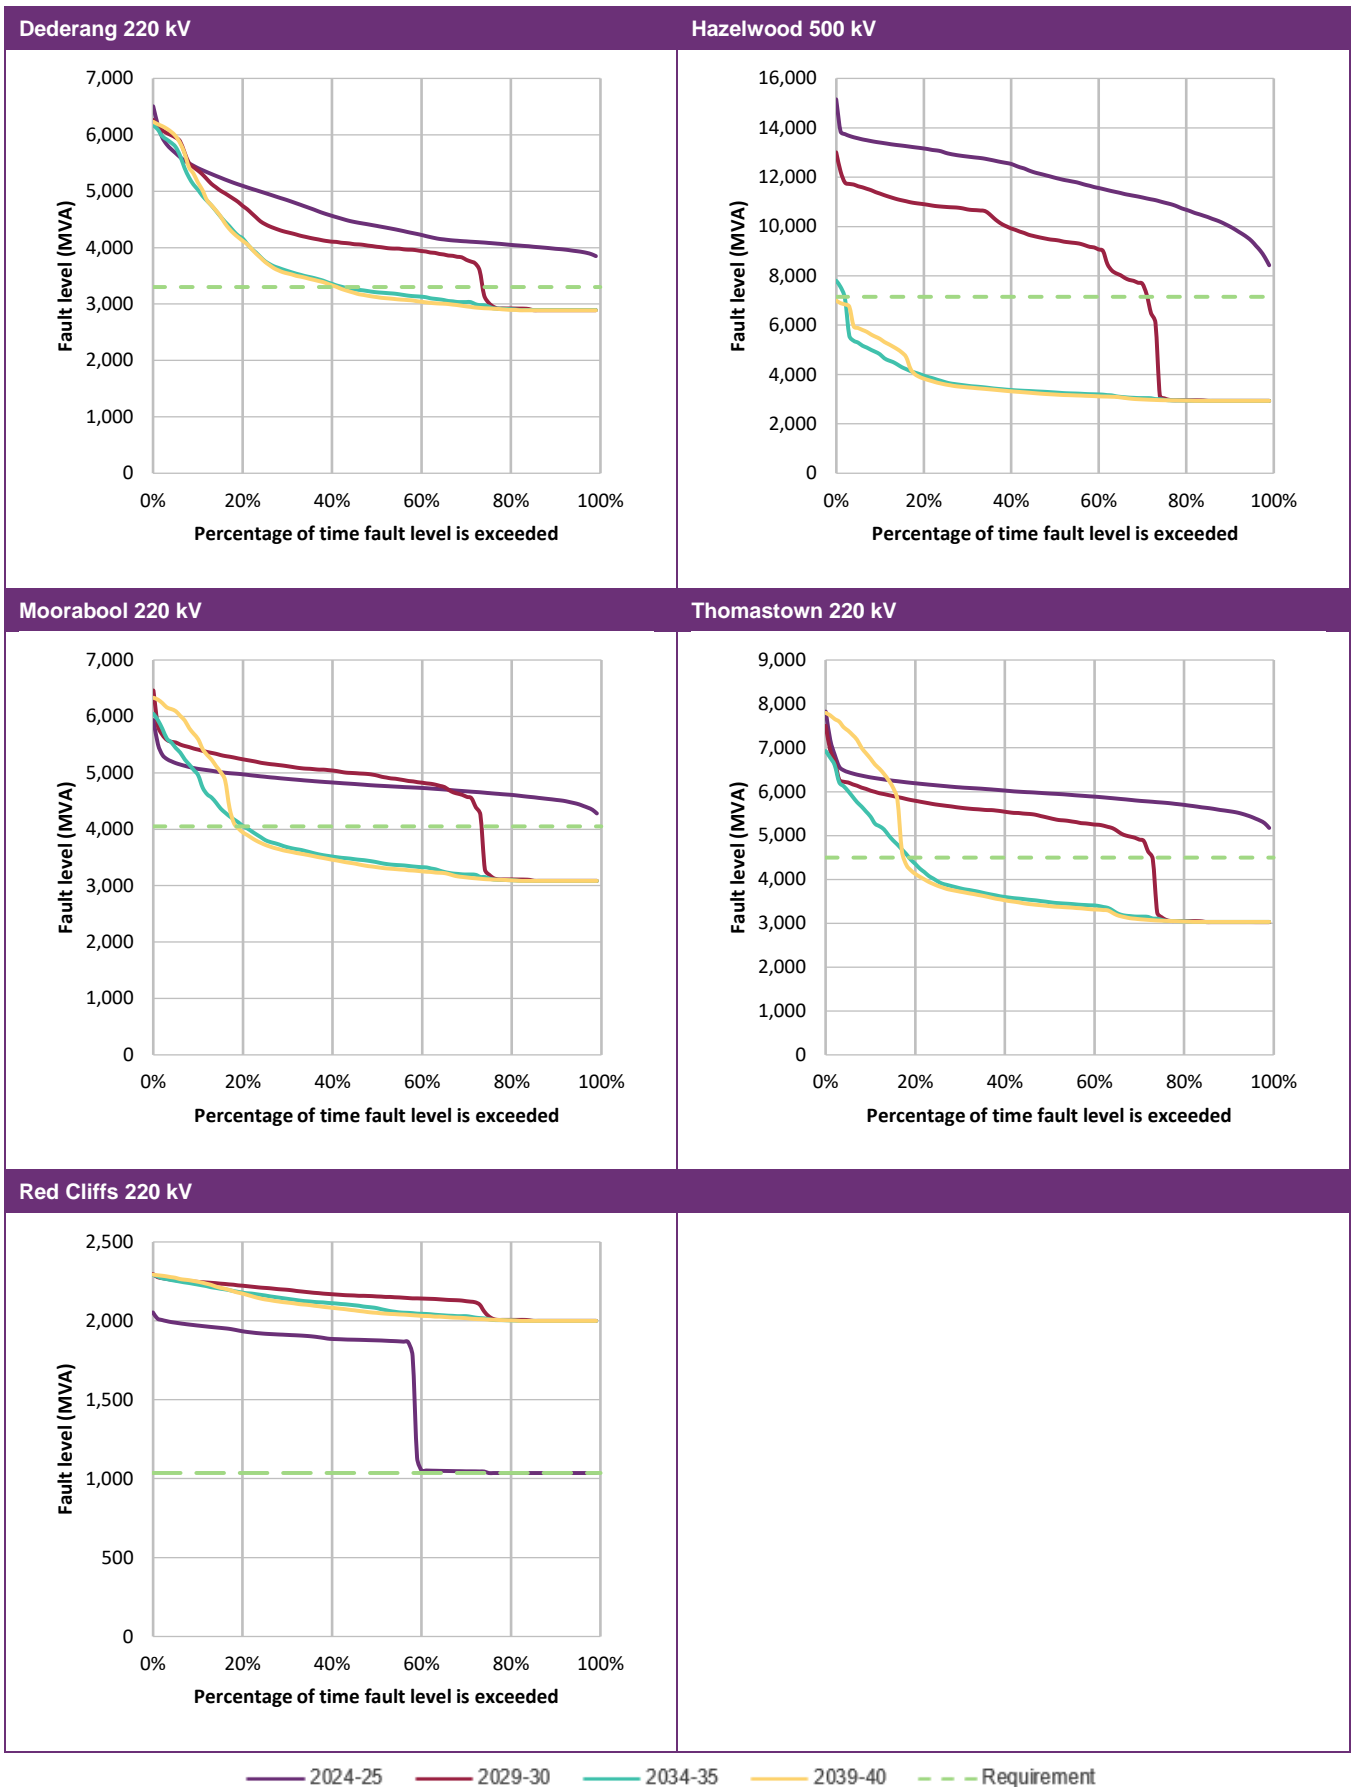 Dederang 220 kV
Hazelwood 500 kV
7,000
6,000
5,000
4,000
3,000
2,000
1,000
0
Fault level (MVA)
0% 20% 40% 60% 80% 100%
Percentage of time fault level is exceeded
16,000
14,000
12,000
10,000
8,000
6,000
4,000
2,000
0
Fault level (MVA)
0% 20% 40% 60% 80% 100%
Percentage of time fault level is exceeded
Moorabool 220 kV
Thomastown 220 kV
7,000
6,000
5,000
4,000
3,000
2,000
1,000
0
Fault level (MVA)
0% 20% 40% 60% 80% 100%
Percentage of time fault level is exceeded
9,000
8,000
7,000
6,000
5,000
4,000
3,000
2,000
1,000
0
Fault level (MVA)
0% 20% 40% 60% 80% 100%
Percentage of time fault level is exceeded
Red Cliffs 220 kV
2,500
2,000
1,500
1,000
500
0
Fault level (MVA)
0% 20% 40% 60% 80% 100%
Percentage of time fault level is exceeded
2024-25 2029-30 2034-35 2039-40 Requirement